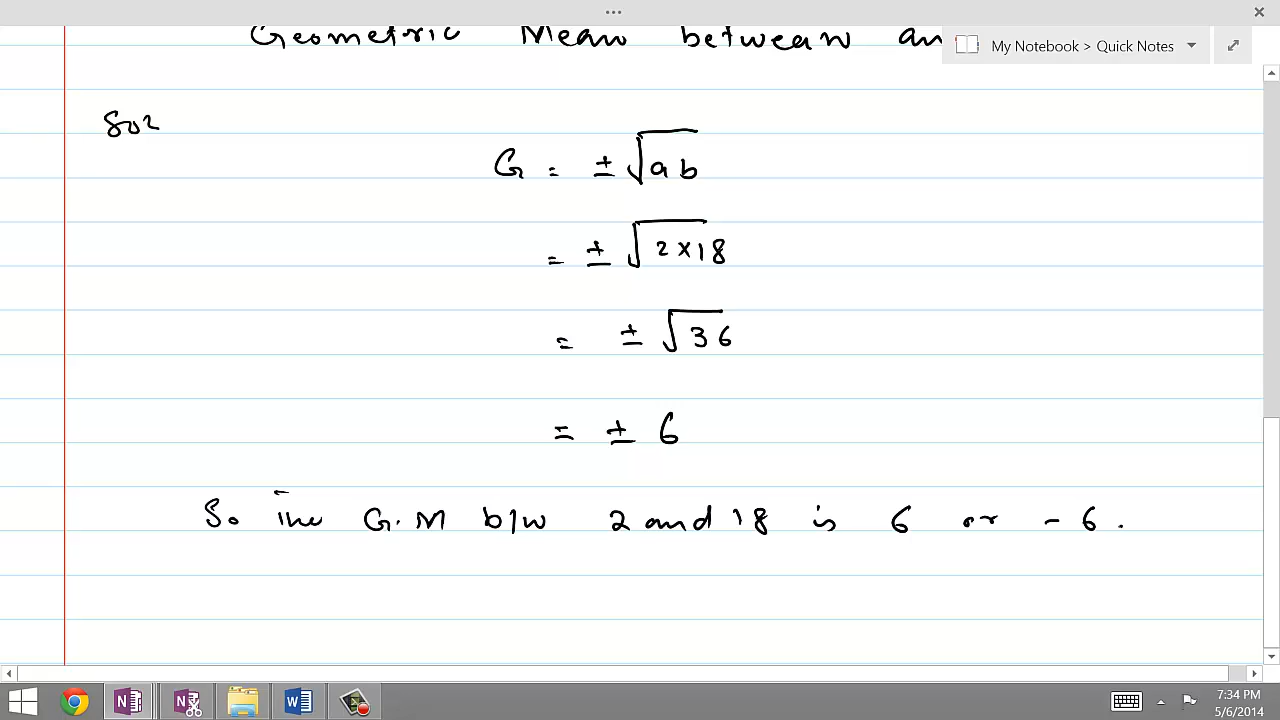 Geometric Mean between an
My Notebook > Quick Notes
G = ± √ab
= ± √2×18
= ± √36
= ± 6
So the G.M b/w 2 and 18 is 6 or - 6.
7:34 PM
5/6/2014